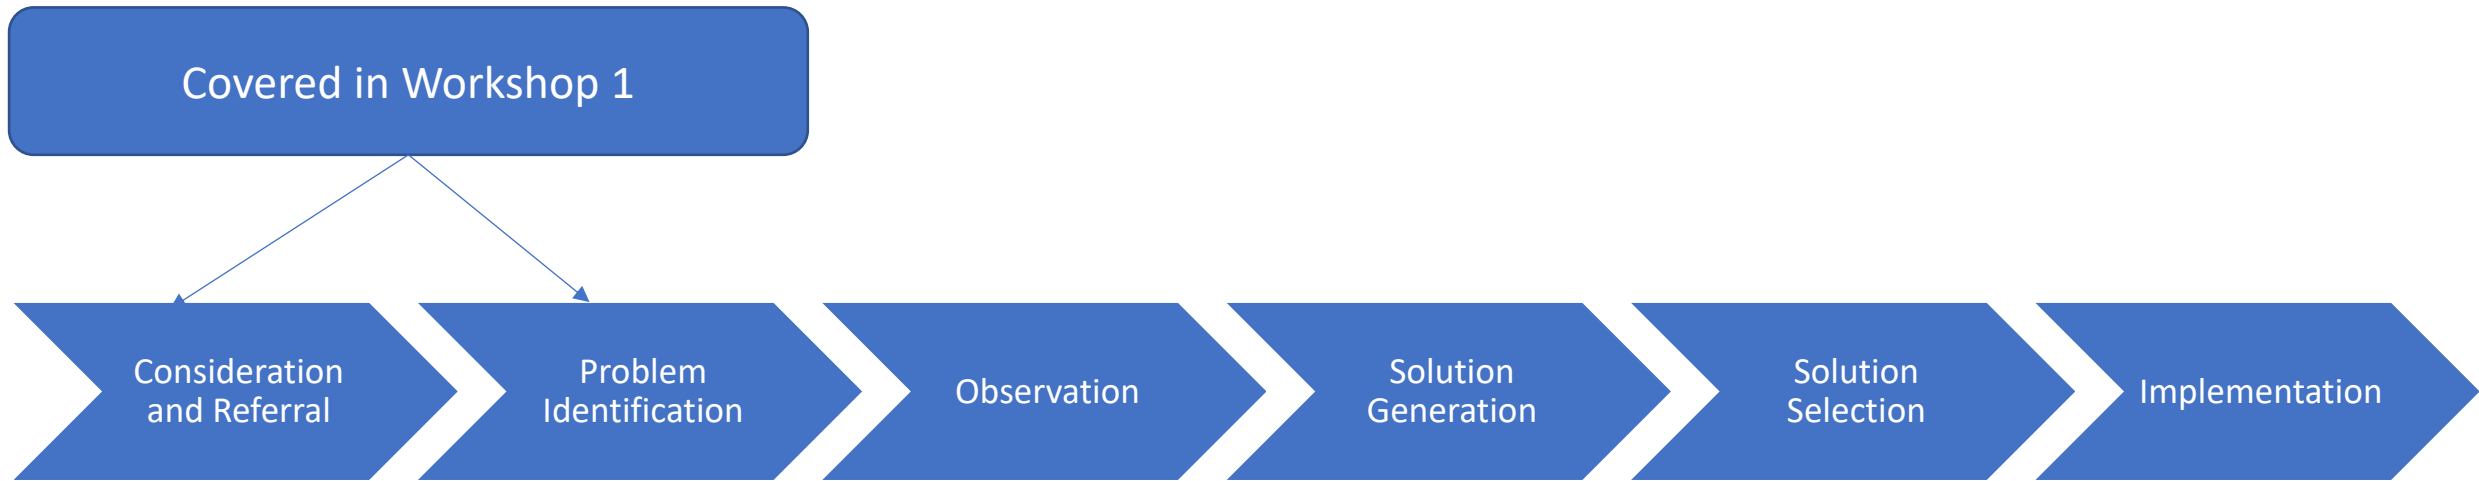 Covered in Workshop 1
Consideration
and Referral
Problem
Identification
Observation
Solution
Generation
Solution
Selection
Implementation